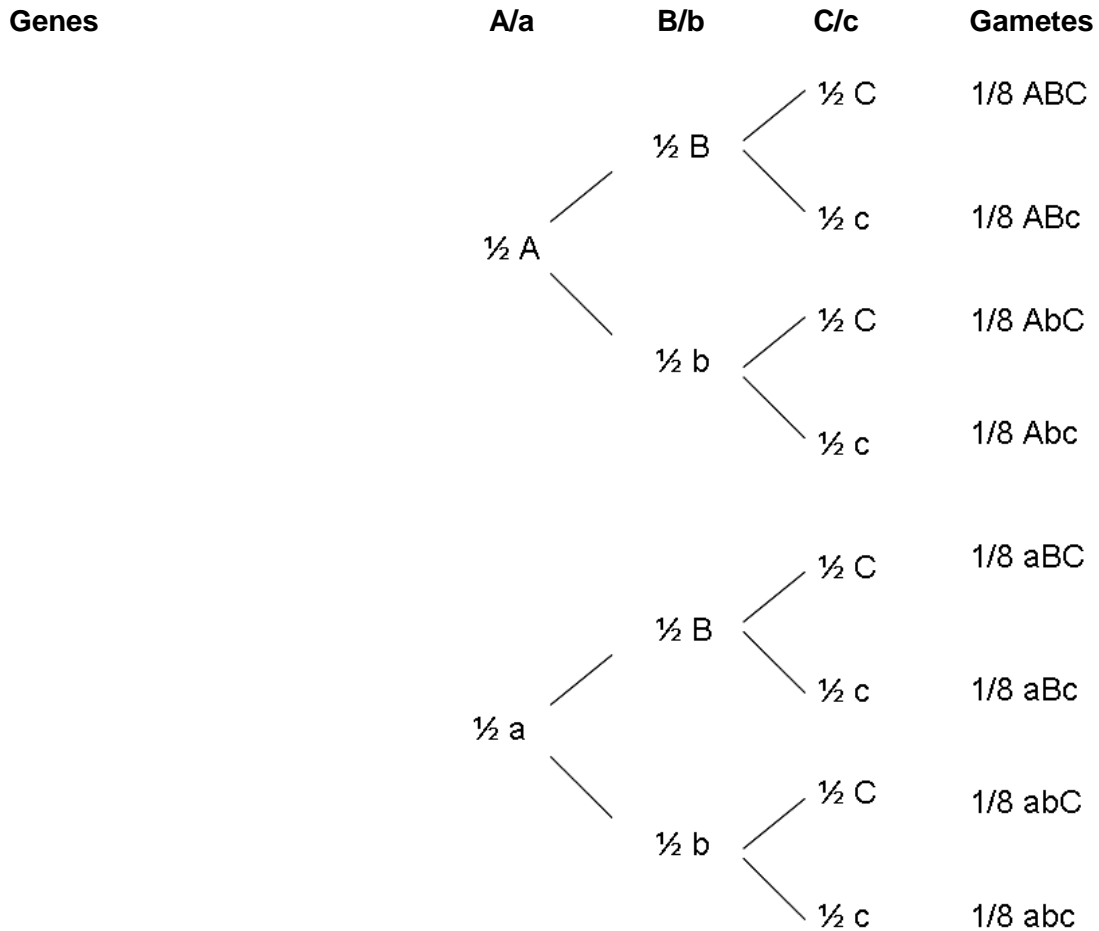 Genes A/a B/b C/c Gametes
½ C 1/8 ABC
½ B
½ c 1/8 ABc
½ A
½ C 1/8 AbC
½ b
½ c 1/8 Abc
½ C 1/8 aBC
½ B
½ c 1/8 aBc
½ a
½ C 1/8 abC
½ b
½ c 1/8 abc